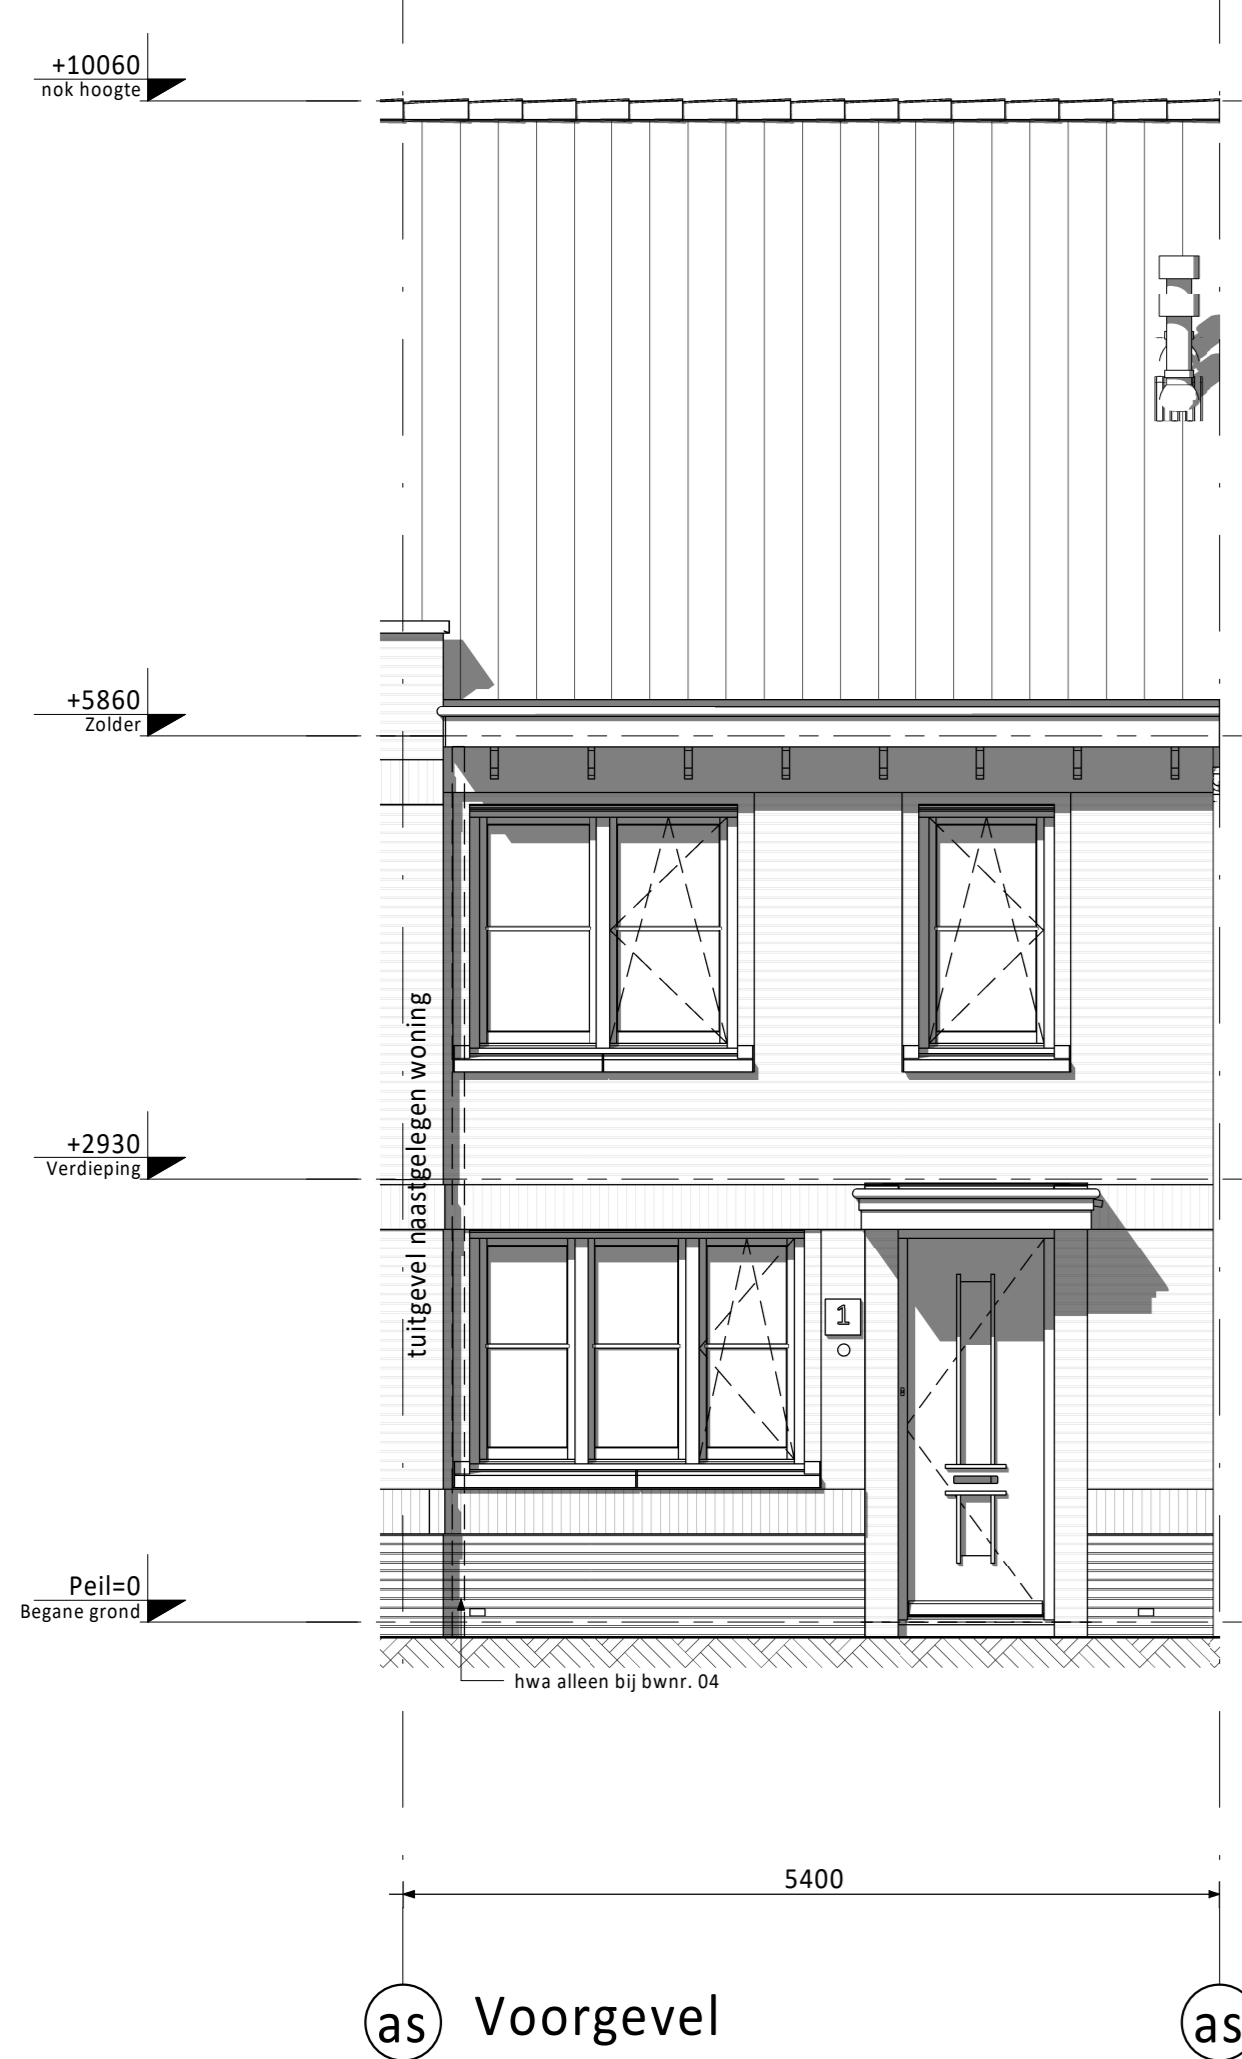 +10060
nok hoogte
+5860
Zolder
+2930
Verdieping
tuitgevel naastgelegen woning
1
Peil=0
Begane grond
hwa alleen bij bwnr. 04
5400
as
Voorgevel
as